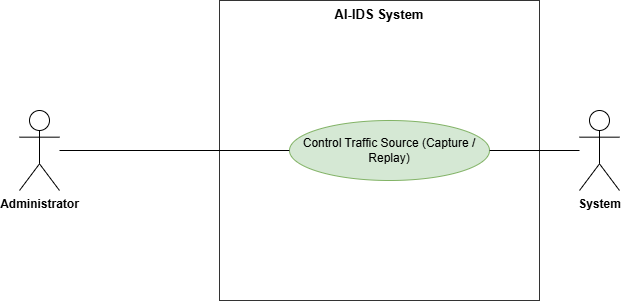 AI-IDS System
Control Traffic Source (Capture /
Replay)
Administrator
System